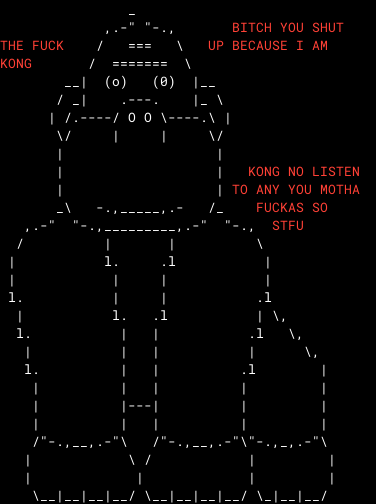 BITCH YOU SHUT
THE FUCK UP BECAUSE I AM
KONG
KONG NO LISTEN
TO ANY YOU MOTHA
FUCKAS SO
STFU